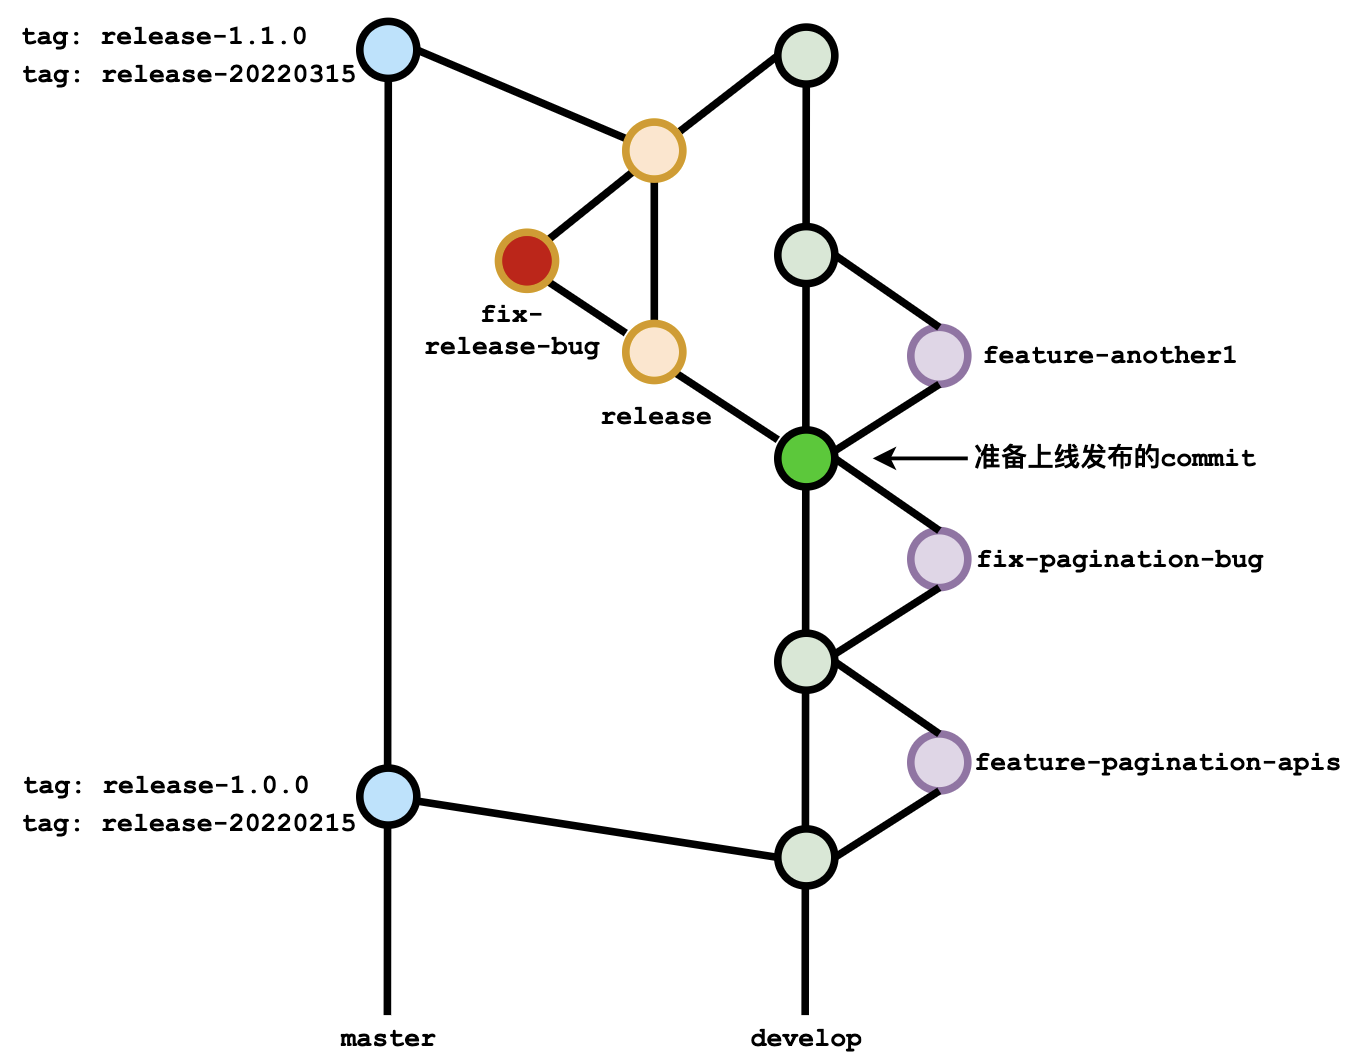 tag: release-1.1.0
tag: release-20220315
fix-
release-bug
feature-another1
release
准备上线发布的commit
fix-pagination-bug
feature-pagination-apis
tag: release-1.0.0
tag: release-20220215
master
develop